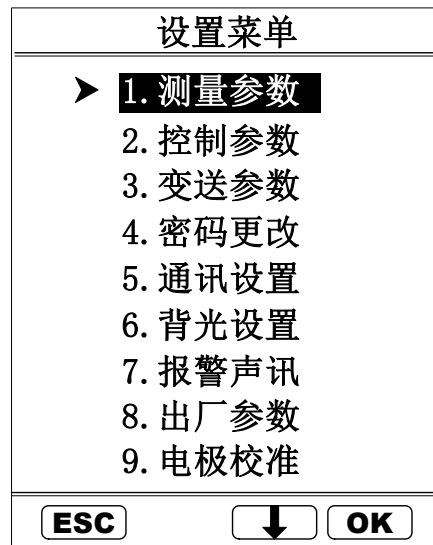 设置菜单
1.测量参数
2.控制参数
3.变送参数
4.密码更改
5.通讯设置
6.背光设置
7.报警声讯
8.出厂参数
9.电极校准
ESC OK